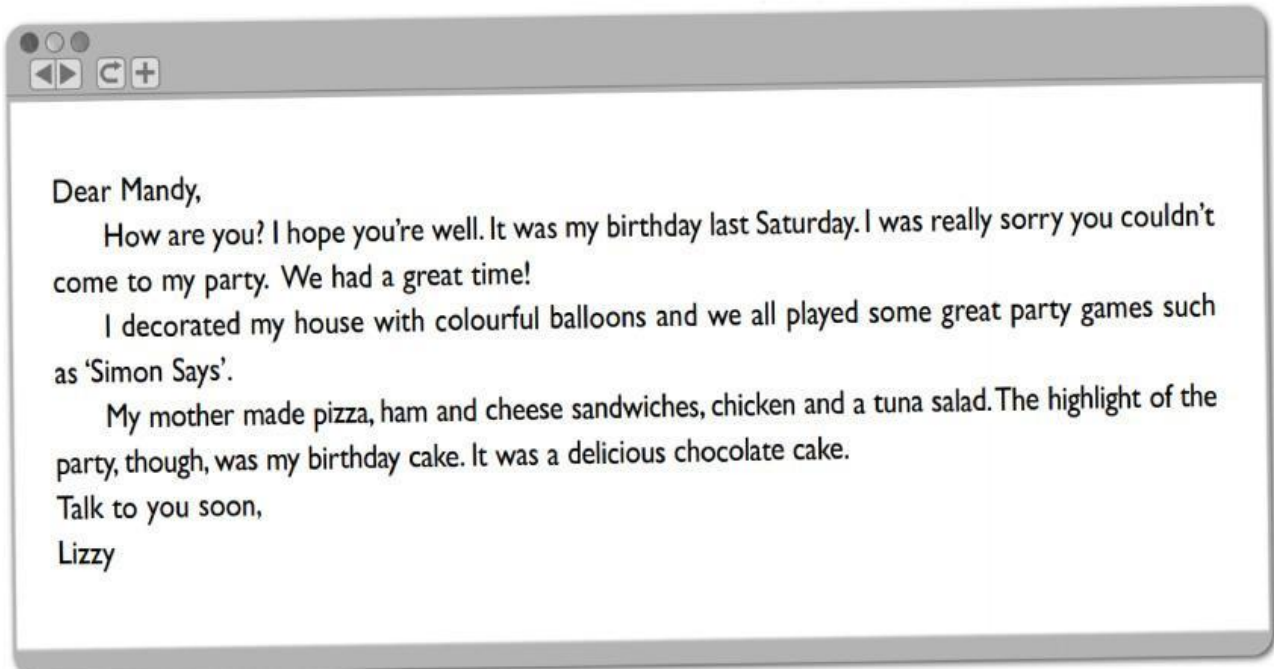 Dear Mandy,
How are you? I hope you're well. It was my birthday last Saturday. I was really sorry you couldn't
come to my party. We had a great time!
I decorated my house with colourful balloons and we all played some great party games such
as 'Simon Says'.
My mother made pizza, ham and cheese sandwiches, chicken and a tuna salad. The highlight of the
party, though, was my birthday cake. It was a delicious chocolate cake.
Talk to you soon,
Lizzy